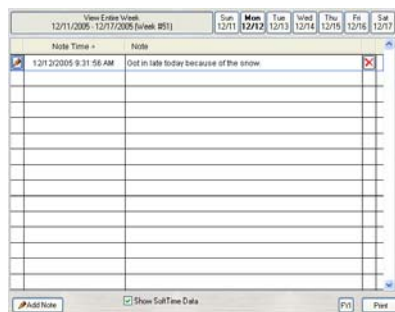 View Entire Week
12/11/2005 - 12/17/2005 (Week #51)
Sun 12/11
Mon 12/12
Tue 12/13
Wed 12/14
Thu 12/15
Fri 12/16
Sat 12/17
Note Time
Note
12/12/2005 9:31:56 AM
Got in late today because of the snow.
Add Note
Show SoftTime Data
FYI
Print